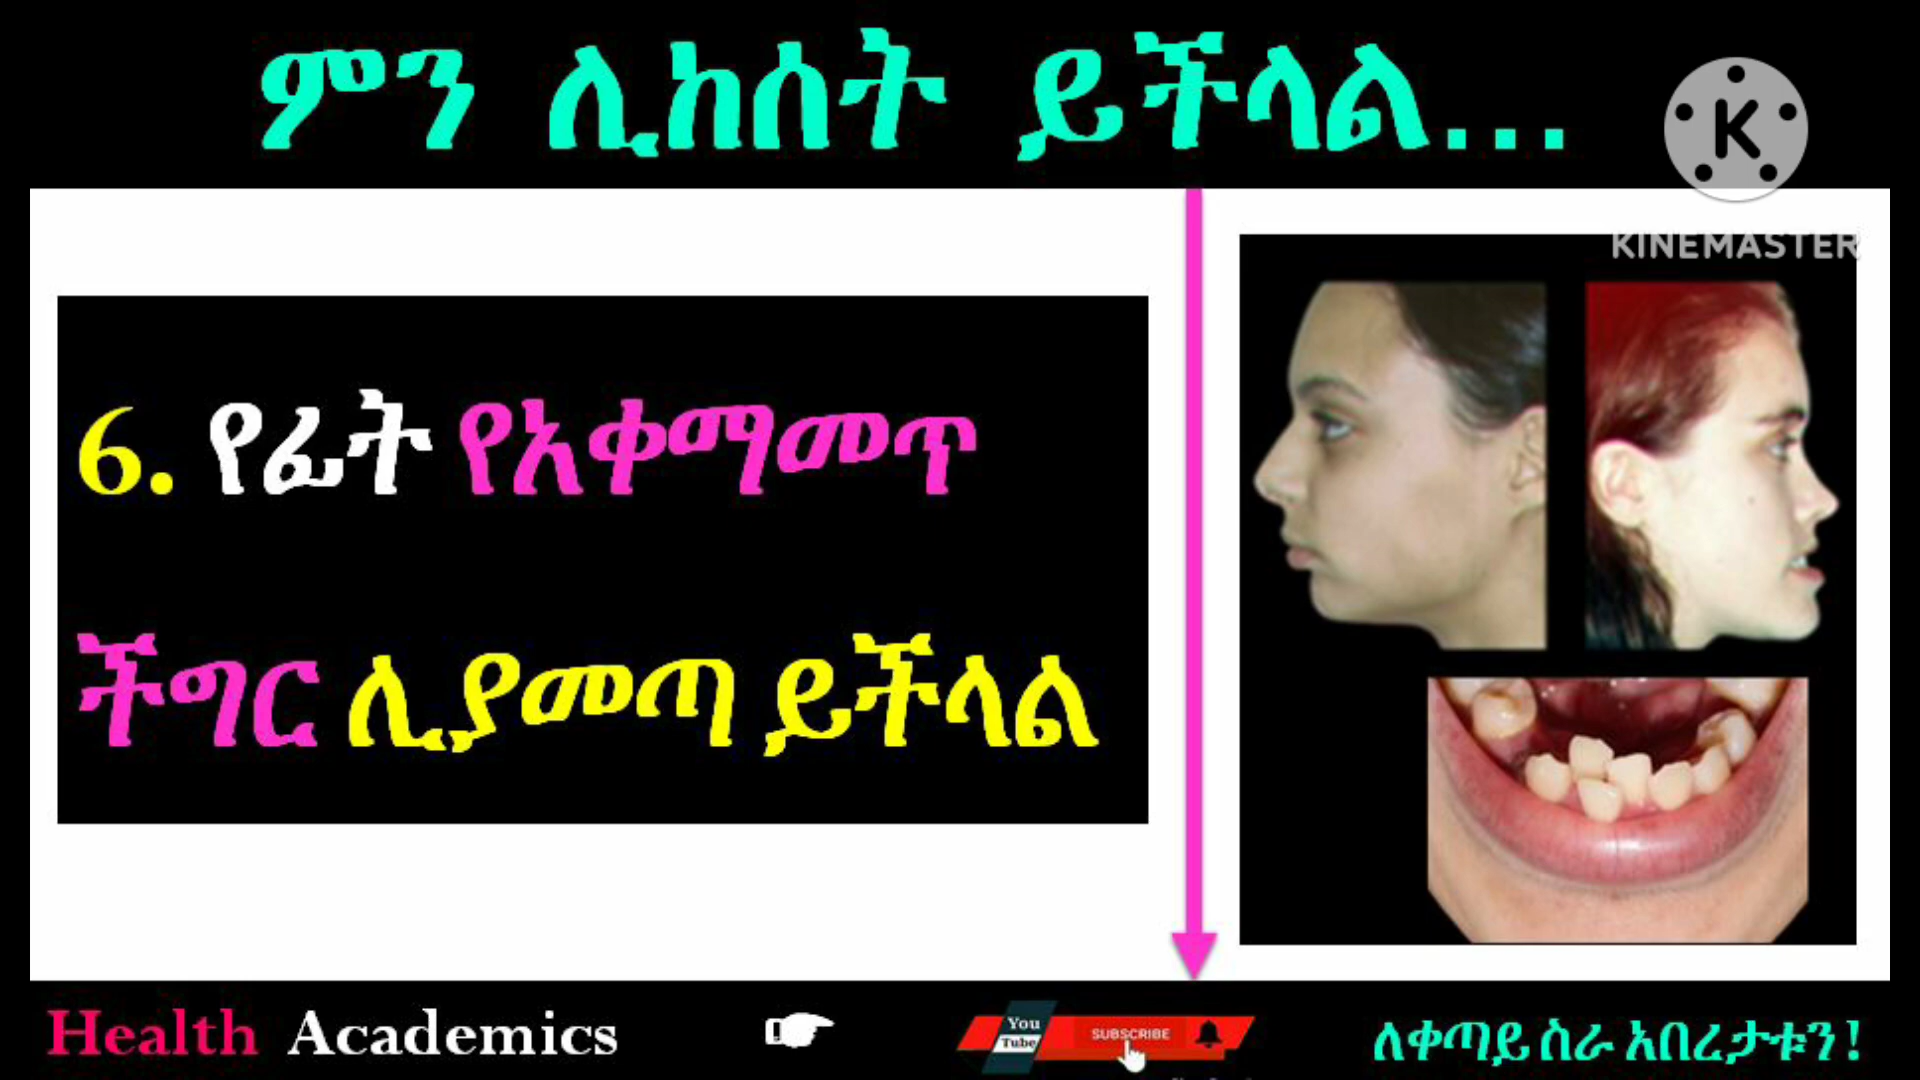 ምን ሊከሰት ይችላል...
K
KINEMASTER
6. የፊት የአቀማመጥ
ችግር ሊያመጣ ይችላል
Health Academics
You
Tube
SUBSCRIBE
ለቀጣይ ስራ አበረታቱን!